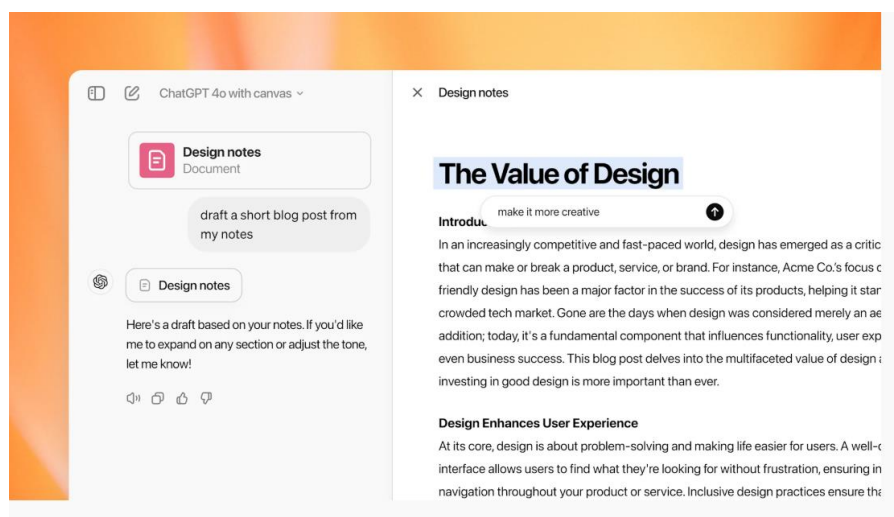 ChatGPT 4o with canvas
Design notes
Document
draft a short blog post from
my notes
Design notes
Here's a draft based on your notes. If you'd like
me to expand on any section or adjust the tone,
let me know!
Design notes
The Value of Design
make it more creative
In an increasingly competitive and fast-paced world, design has emerged as a
that can make or break a product, service, or brand. For instance, Acme Co.'s focus
friendly design has been a major factor in the success of its products, helping it
crowded tech market. Gone are the days when design was considered merely an
addition; today, it's a fundamental component that influences functionality, user
even business success. This blog post delves into the multifaceted value of design
investing in good design is more important than ever.
Design Enhances User Experience
At its core, design is about problem-solving and making life easier for users. A
interface allows users to find what they're looking for without frustration, ensuring
navigation throughout your product or service. Inclusive design practices ensure